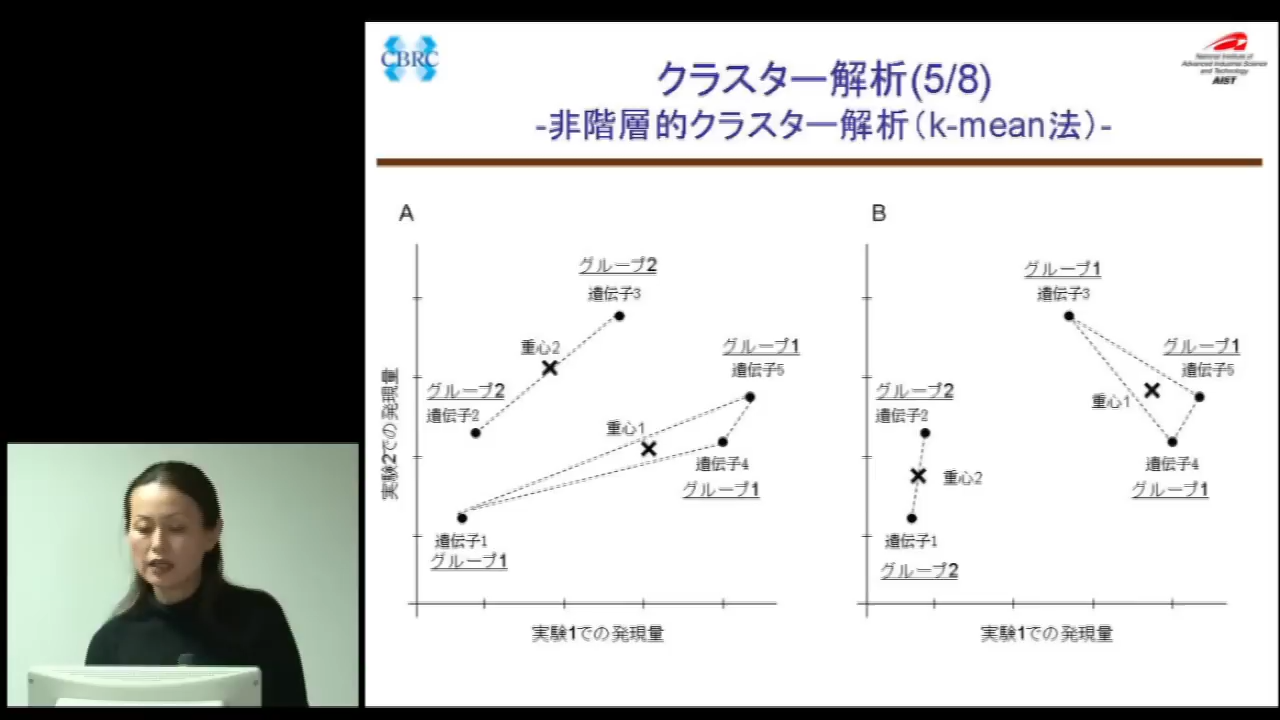 CBRC
National Institute of
Advanced Industrial Science
and Technology
AIST
クラスター解析(5/8)
-非階層的クラスター解析(k-mean法)-
A
グループ2
遺伝子3
重心2
グループ1
遺伝子5
グループ2
遺伝子2
重心1
遺伝子4
グループ1
遺伝子1
グループ1
実験2での発現量
実験1での発現量
B
グループ1
遺伝子3
グループ1
遺伝子5
グループ2
重心1
遺伝子2
遺伝子4
重心2
グループ1
遺伝子1
グループ2
実験1での発現量